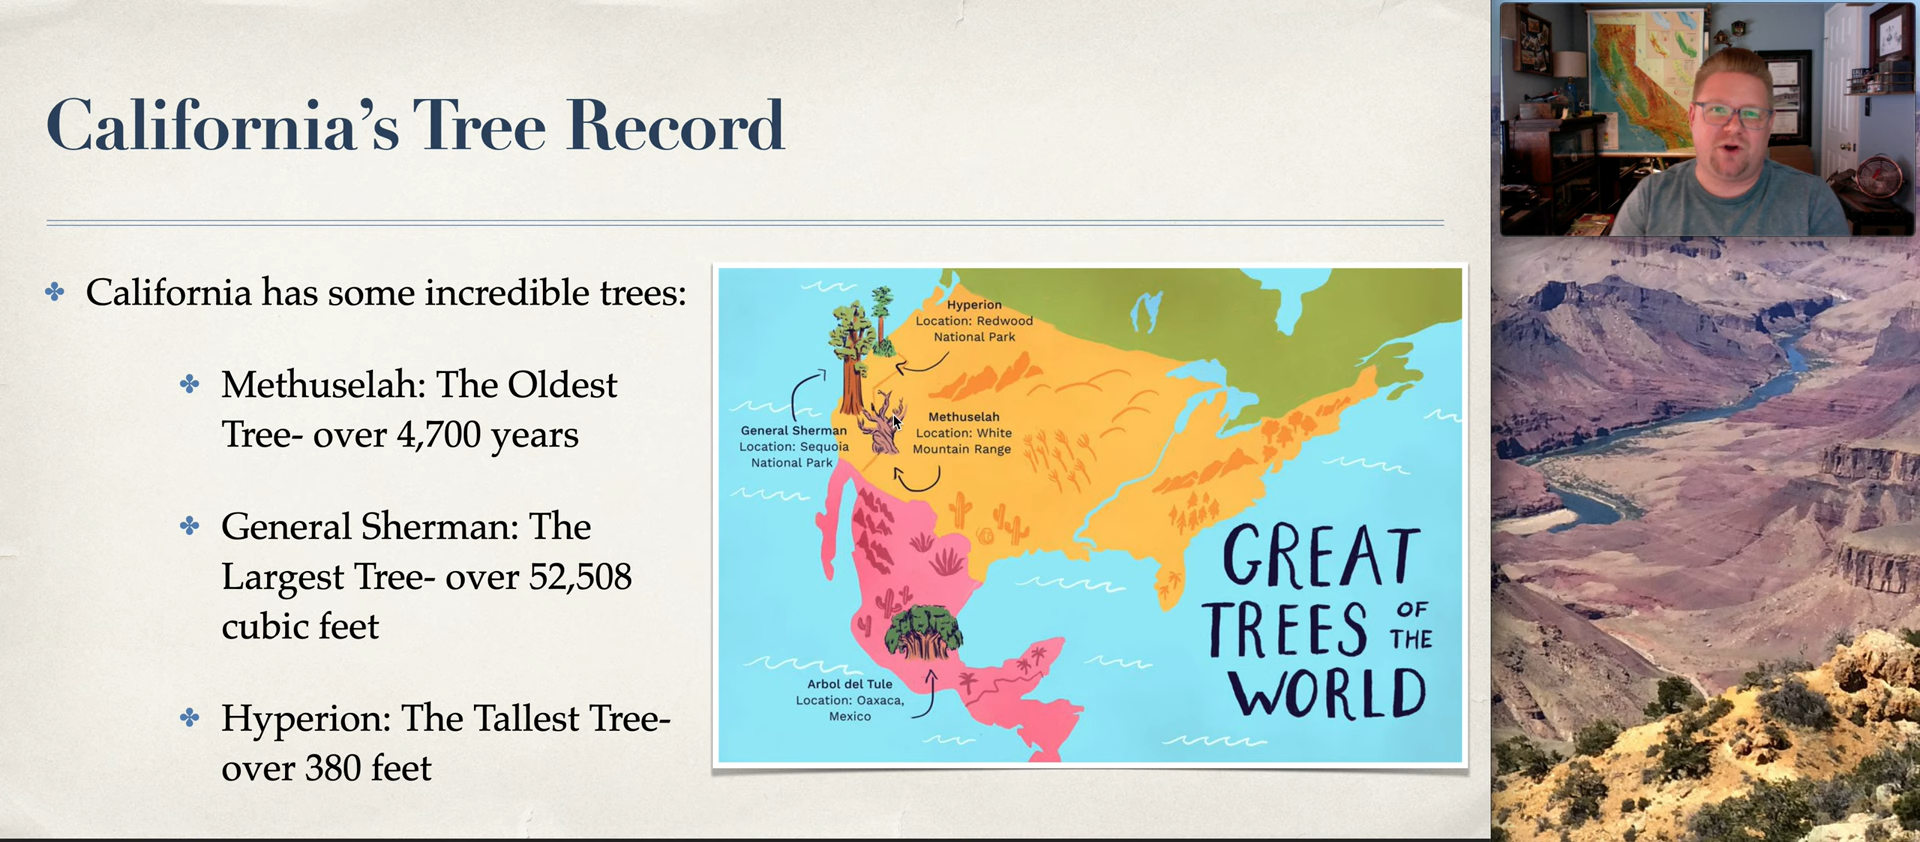 California's Tree Record
California has some incredible trees:
Methuselah: The Oldest
Tree- over 4,700 years
General Sherman: The
Largest Tree- over 52,508
cubic feet
Hyperion: The Tallest Tree-
over 380 feet
Hyperion
Location: Redwood
National Park
Methuselah
Location: White
Mountain Range
General Sherman
Location: Sequoia
National Park
Arbol del Tule
Location: Oaxaca,
Mexico
GREAT
TREES OF
THE
WORLD